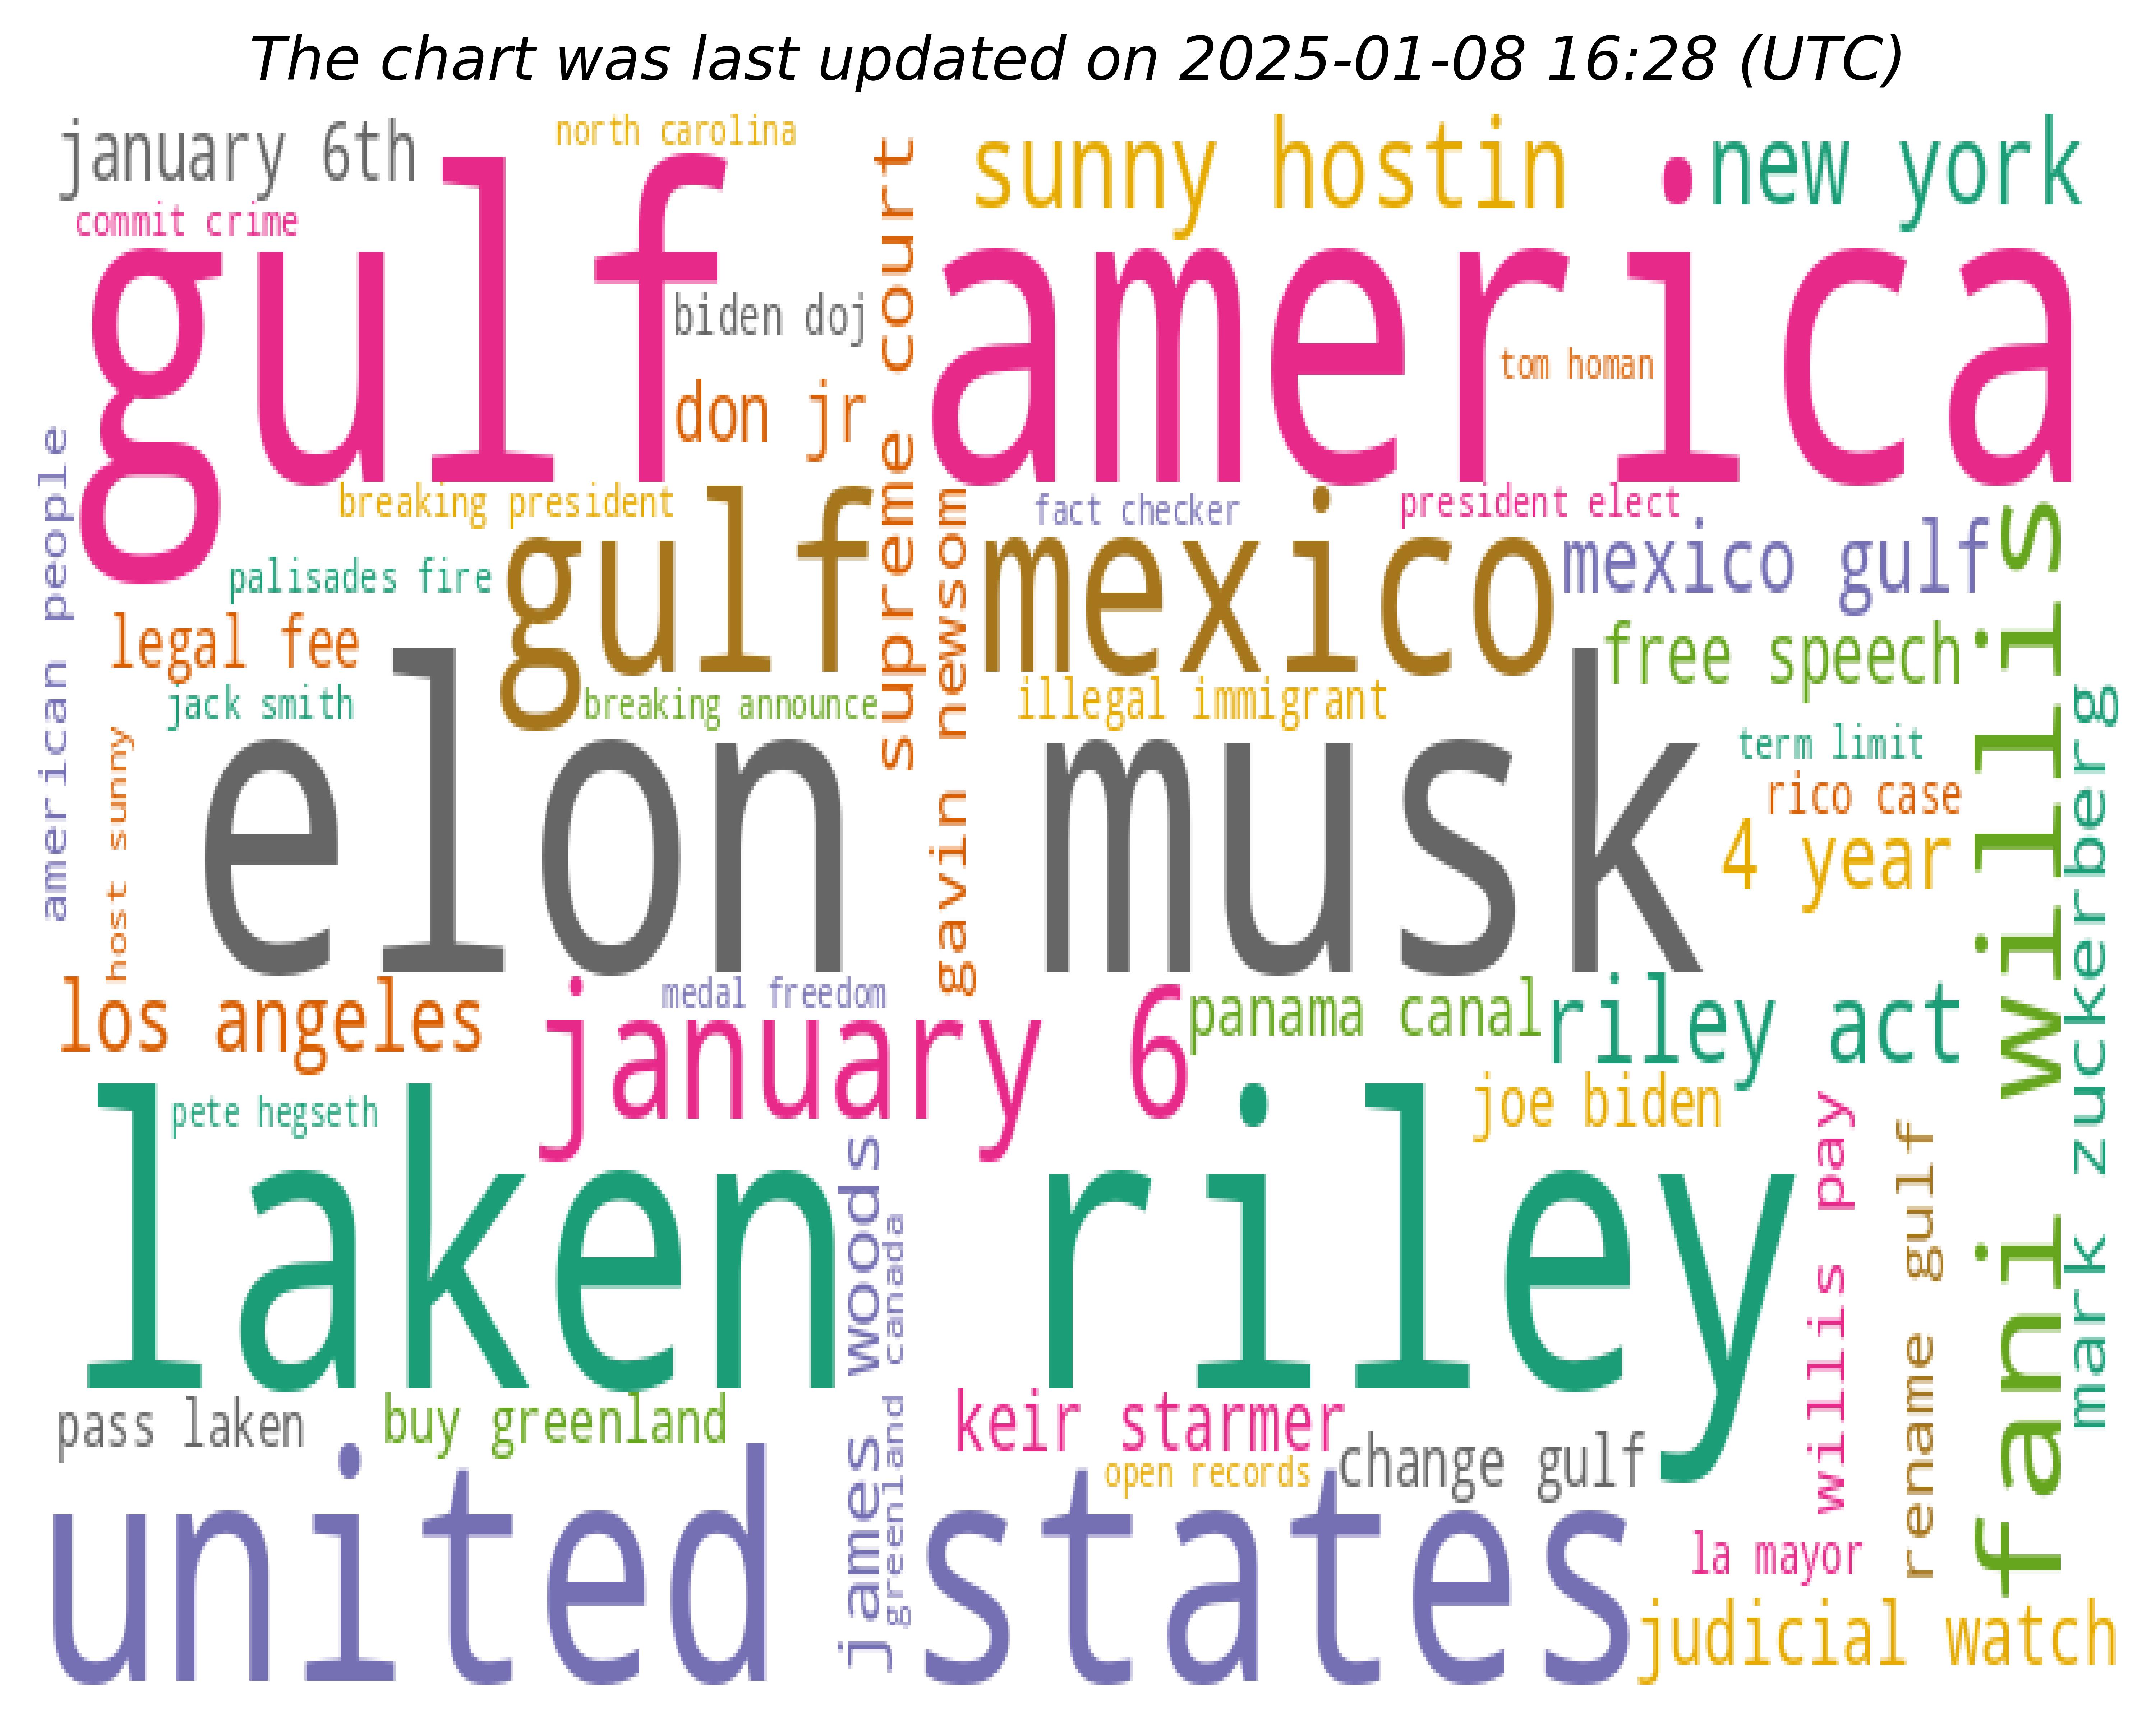 The chart was last updated on 2025-01-08 16:28 (UTC)
january 6th
north carolina
sunny hostin
new york
commit crime
gulf america
supreme court
biden doj
tom homan
don jr
american people
breaking president
fact checker
president elect
gulf mexico
mexico gulf
palisades fire
gavin newsom
legal fee
free speech
jack smith
breaking announce
illegal immigrant
fani willis
mark zuckerberg
host sunny
elon musk
term limit
rico case
4 year
los angeles
medal freedom
january 6
panama canal
riley act
pete hegseth
joe biden
laken riley
james woods
greenland canada
willis pay
rename gulf
pass laken
buy greenland
keir starmer
change gulf
open records
united states
la mayor
judicial watch